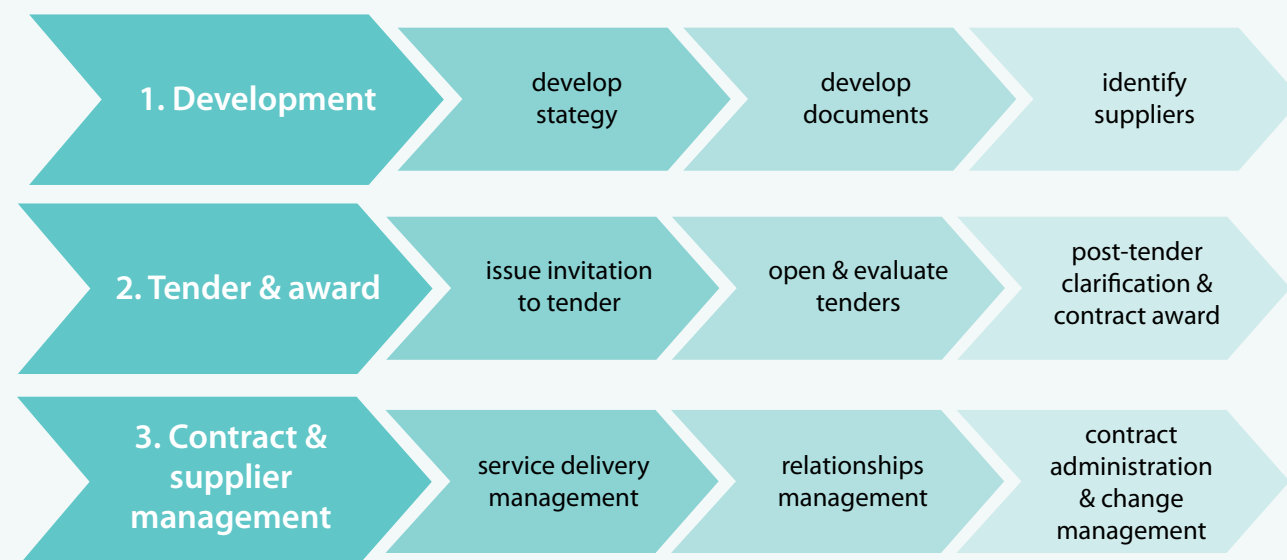 1. Development
develop
stategy
develop
documents
identify
suppliers
2. Tender & award
issue invitation
to tender
open & evaluate
tenders
post-tender
clarification &
contract award
3. Contract &
supplier
management
service delivery
management
relationships
management
contract
administration
& change
management